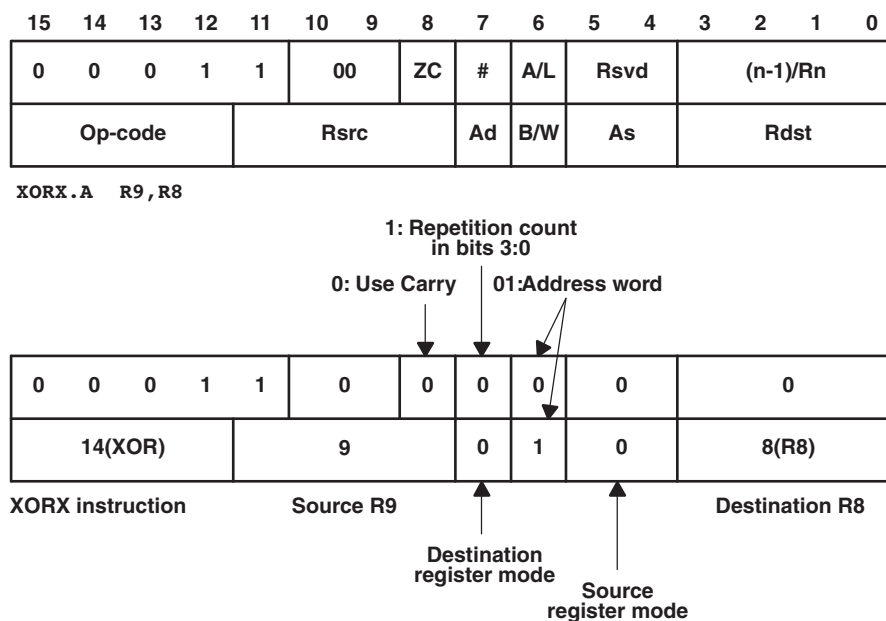 15 14 13 12 11 10 9 8 7 6 5 4 3 2 1 0
0 0 0 1 1 00 ZC # A/L Rsvd (n-1)/Rn
Op-code Rsrc Ad B/W As Rdst
XORX.A R9,R8
1: Repetition count
in bits 3:0
0: Use Carry 01:Address word
0 0 0 1 1 0 0 0 0 0 0
14(XOR) 9 0 1 0 8(R8)
XORX instruction Source R9 Destination R8
Destination
register mode
Source
register mode